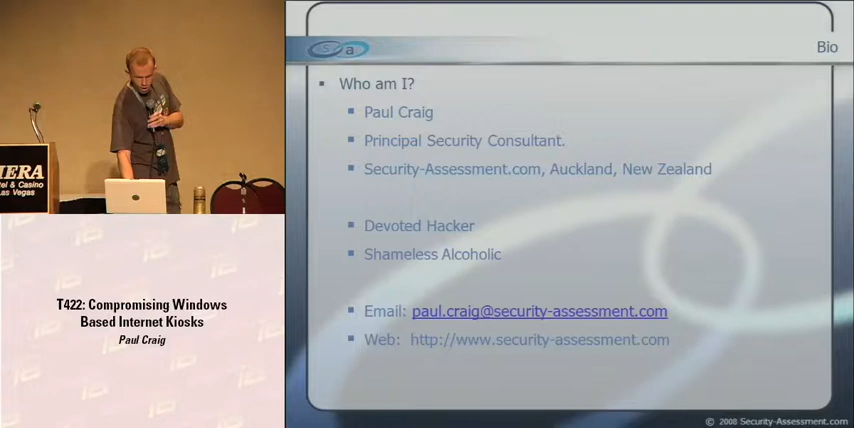 IERA
tel & Casino
Las Vegas
T422: Compromising Windows
Based Internet Kiosks
Paul Craig
sa
Bio
Who am I?
Paul Craig
Principal Security Consultant.
Security-Assessment.com, Auckland, New Zealand
Devoted Hacker
Shameless Alcoholic
Email: paul.craig@security-assessment.com
Web: http://www.security-assessment.com
© 2008 Security-Assessment.com